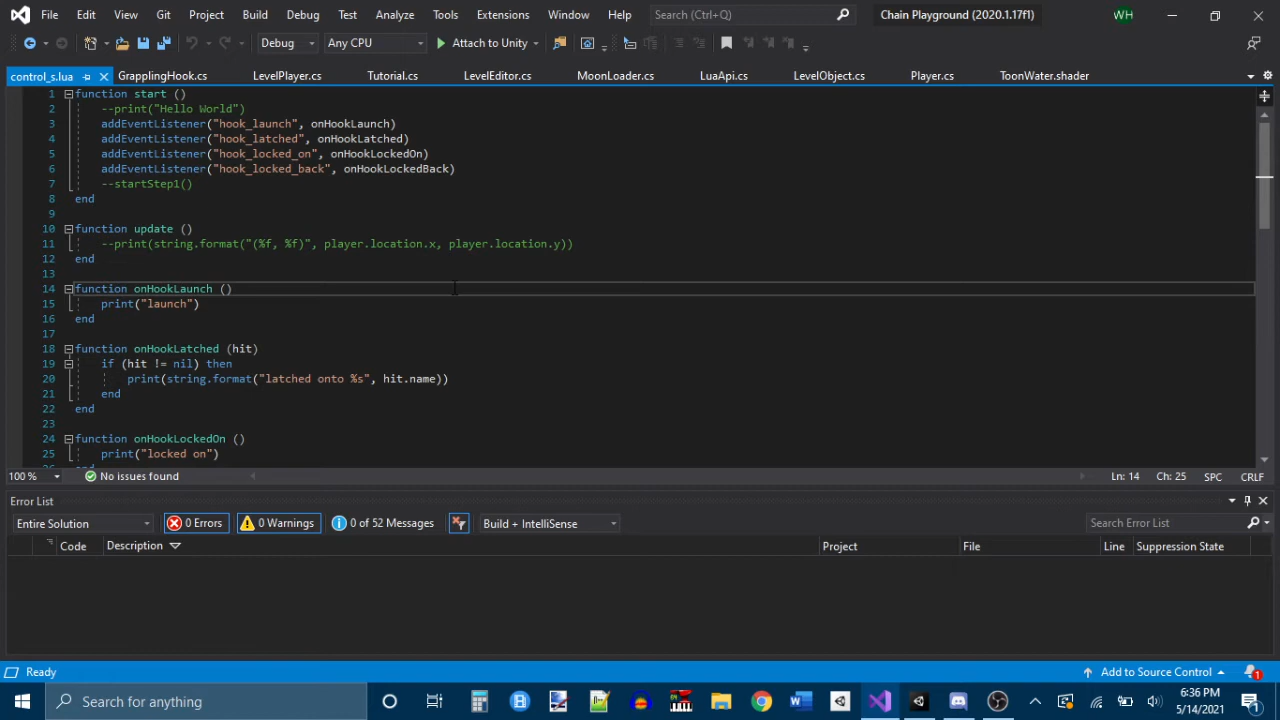 File Edit View Git Project Build Debug Test Analyze Tools Extensions Window Help Search (Ctrl+Q) Chain Playground (2020.1.17f1) WH
Debug Any CPU Attach to Unity
control_s.lua GrapplingHook.cs LevelPlayer.cs Tutorial.cs LevelEditor.cs MoonLoader.cs LuaApi.cs LevelObject.cs Player.cs ToonWater.shader
1 function start ()
2 --print("Hello World")
3 addEventListener("hook_launch", onHookLaunch)
4 addEventListener("hook_latched", onHookLatched)
5 addEventListener("hook_locked_on", onHookLockedOn)
6 addEventListener("hook_locked_back", onHookLockedBack)
7 --startStep1()
8 end
9
10 function update ()
11 --print(string.format("(%f, %f)", player.location.x, player.location.y))
12 end
13
14 function onHookLaunch ()
15 print("launch")
16 end
17
18 function onHookLatched (hit)
19 if (hit != nil) then
20 print(string.format("latched onto %s", hit.name))
21 end
22 end
23
24 function onHookLockedOn ()
25 print("locked on")
100 % No issues found Ln: 14 Ch: 25 SPC CRLF
Error List
Entire Solution 0 Errors 0 Warnings 0 of 52 Messages Build + IntelliSense Search Error List
Code Description Project File Line Suppression State
Ready Add to Source Control 1
Search for anything 6:36 PM
5/14/2021 1